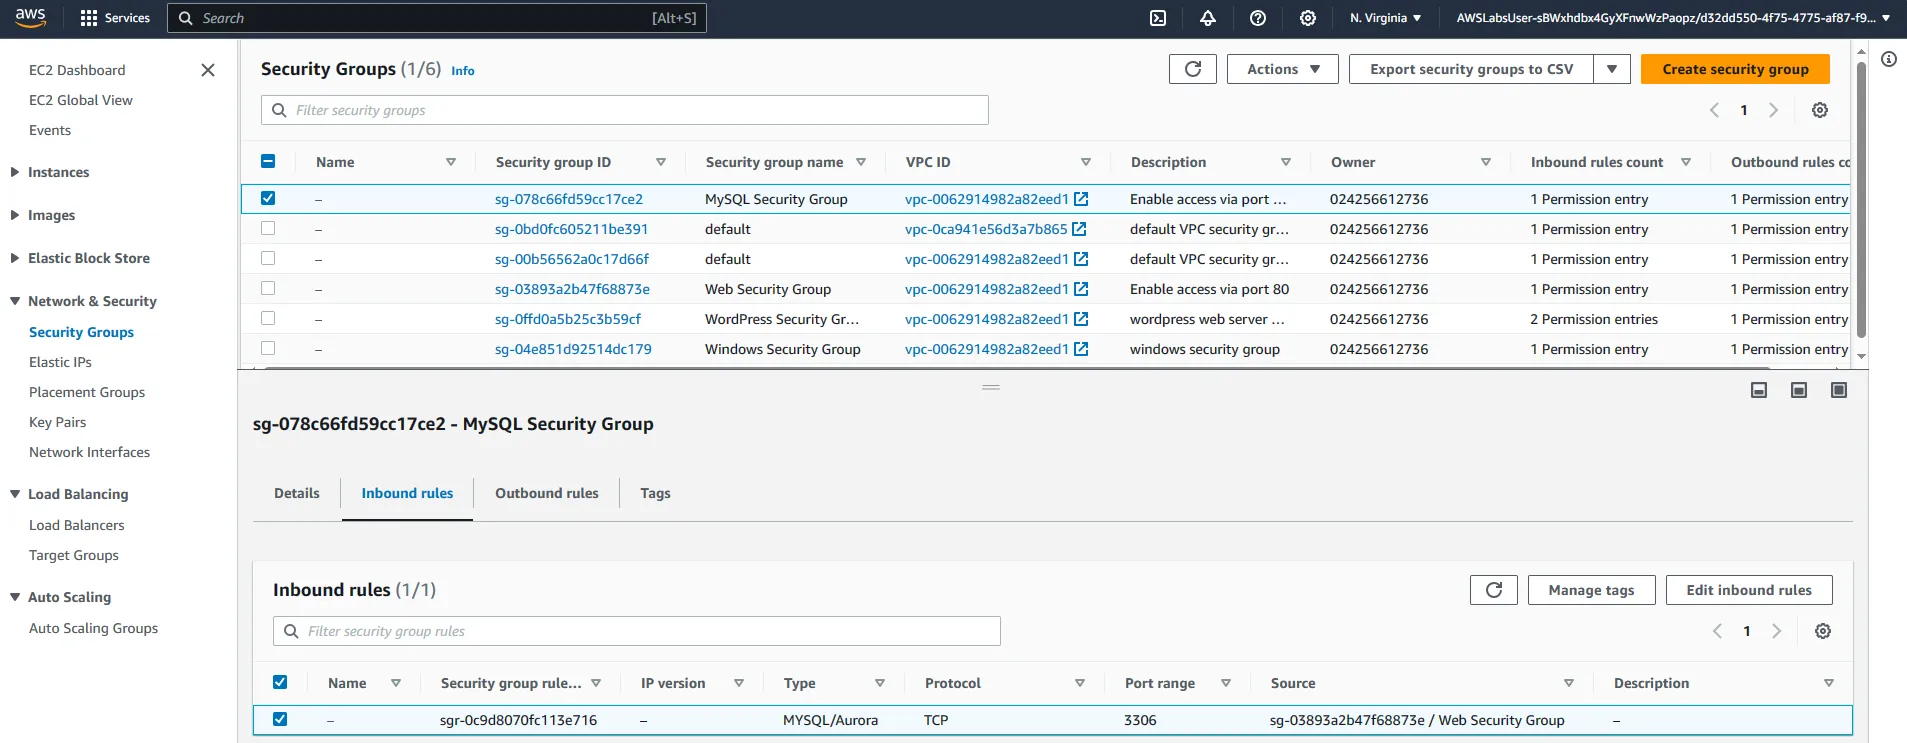 aws Services Search [Alt+S] N. Virginia AWSLabsUser-sBWxhdbx4GyXFnwWzPaopz/d32dd550-4f75-4775-af87-f9...
EC2 Dashboard
EC2 Global View
Events
Instances
Images
Elastic Block Store
Network & Security
Security Groups
Elastic IPs
Placement Groups
Key Pairs
Network Interfaces
Load Balancing
Load Balancers
Target Groups
Auto Scaling
Auto Scaling Groups
Security Groups (1/6) Info Actions Export security groups to CSV Create security group
Filter security groups 1
Name Security group ID Security group name VPC ID Description Owner Inbound rules count Outbound rules co
– sg-078c66fd59cc17ce2 MySQL Security Group vpc-0062914982a82eed1 Enable access via port ... 024256612736 1 Permission entry 1 Permission entry
– sg-0bd0fc605211be391 default vpc-0ca941e56d3a7b865 default VPC security gr... 024256612736 1 Permission entry 1 Permission entry
– sg-00b56562a0c17d66f default vpc-0062914982a82eed1 default VPC security gr... 024256612736 1 Permission entry 1 Permission entry
– sg-03893a2b47f68873e Web Security Group vpc-0062914982a82eed1 Enable access via port 80 024256612736 1 Permission entry 1 Permission entry
– sg-0ffd0a5b25c3b59cf WordPress Security Gr... vpc-0062914982a82eed1 wordpress web server ... 024256612736 2 Permission entries 1 Permission entry
– sg-04e851d92514dc179 Windows Security Group vpc-0062914982a82eed1 windows security group 024256612736 1 Permission entry 1 Permission entry
sg-078c66fd59cc17ce2 - MySQL Security Group
Details Inbound rules Outbound rules Tags
Inbound rules (1/1) Manage tags Edit inbound rules
Filter security group rules 1
Name Security group rule... IP version Type Protocol Port range Source Description
– sgr-0c9d8070fc113e716 – MYSQL/Aurora TCP 3306 sg-03893a2b47f68873e / Web Security Group –